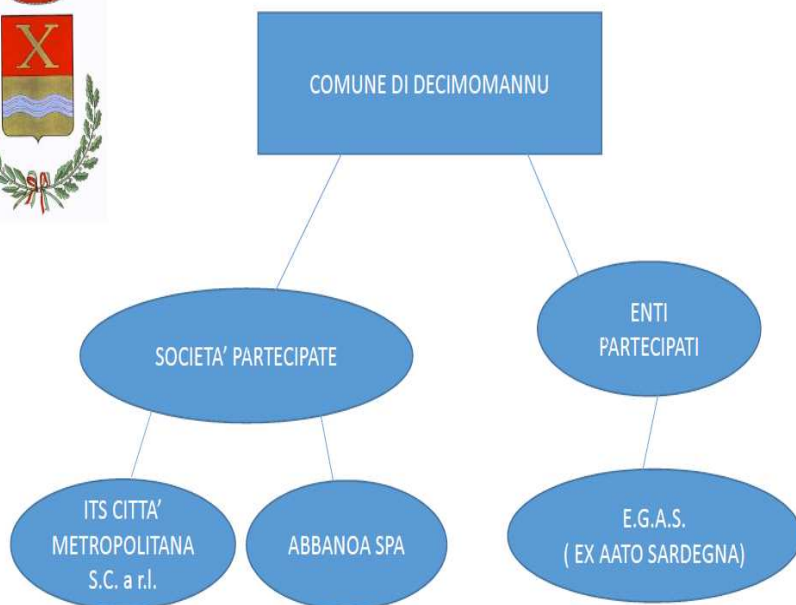 X
COMUNE DI DECIMOMANNU
SOCIETA’ PARTECIPATE
ENTI
PARTECIPATI
ITS CITTA’
METROPOLITANA
S.C. a r.l.
ABBANOA SPA
E.G.A.S.
( EX AATO SARDEGNA)